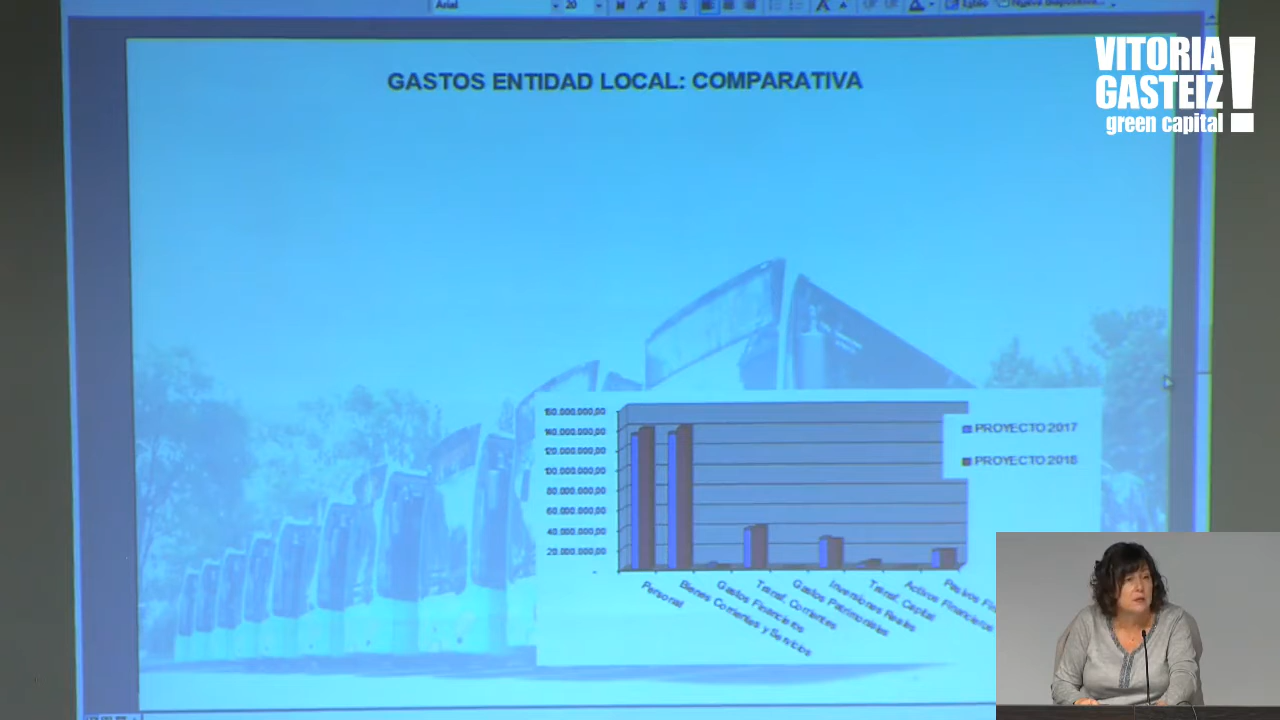 Arial 20
VITORIA
GASTEIZ!
green capital
GASTOS ENTIDAD LOCAL: COMPARATIVA
160.000.000,00
140.000.000,00
120.000.000,00
100.000.000,00
80.000.000,00
60.000.000,00
40.000.000,00
20.000.000,00
-
PROYECTO 2017
PROYECTO 2018
Personal
Bienes Corrientes y Servicios
Gastos Financieros
Transf. Corrientes
Gastos Patrimoniales
Inversiones Reales
Transf. Capital
Activos Financieros
Pasivos